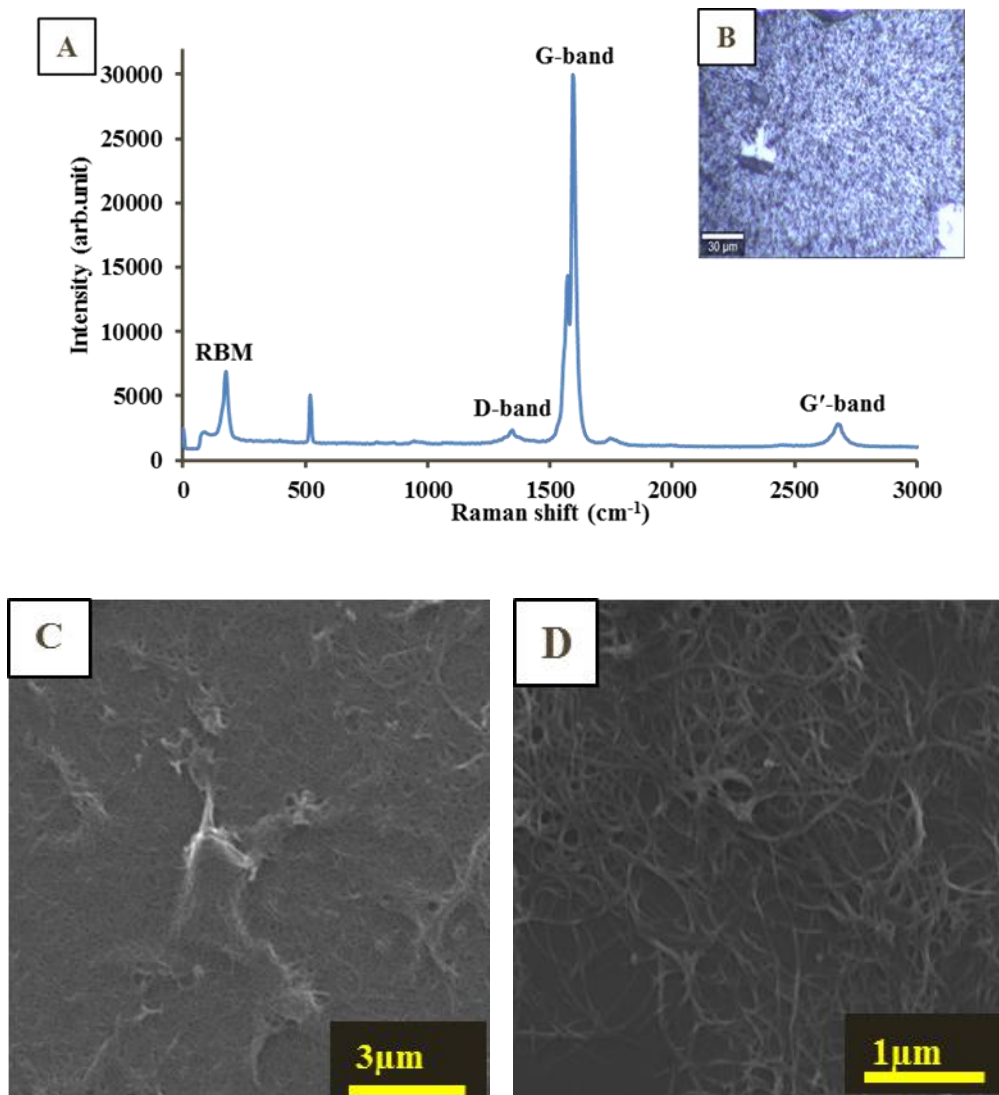 A
B
G-band
30000
25000
20000
15000
10000
5000
0
Intensity (arb.unit)
RBM
D-band
G′-band
0 500 1000 1500 2000 2500 3000
Raman shift (cm⁻¹)
30 µm
C
D
3µm
1µm